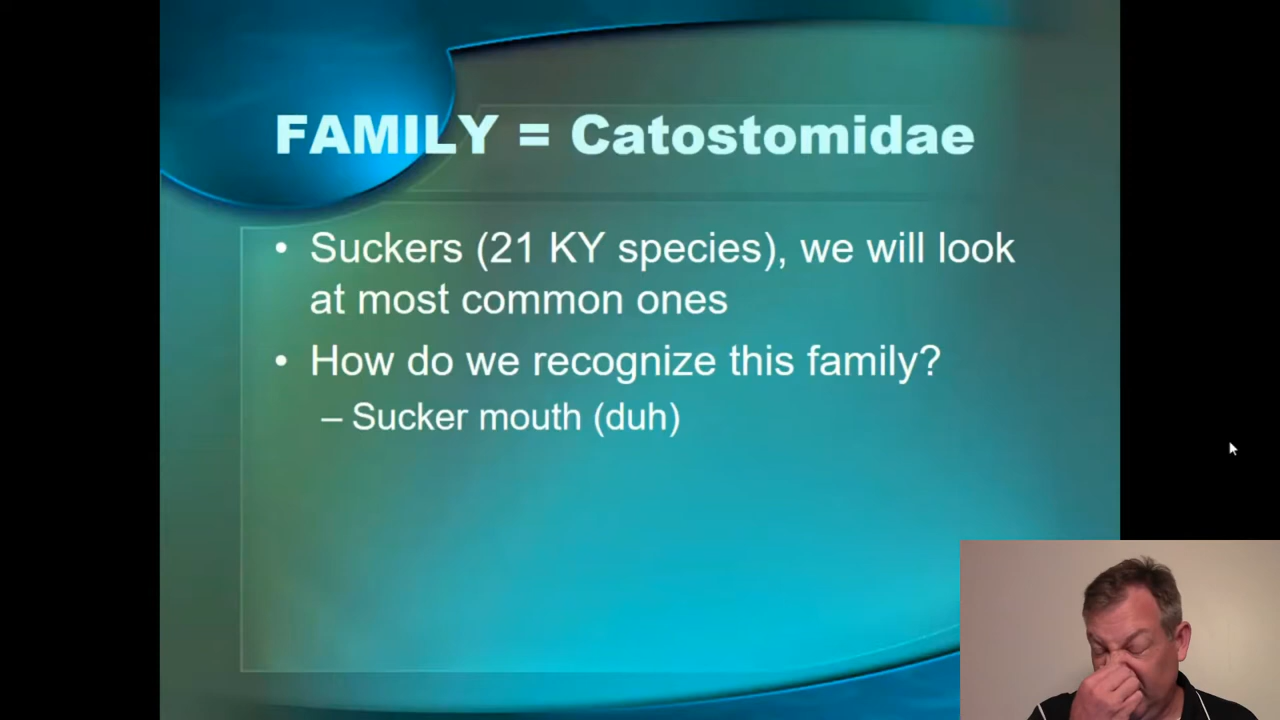 FAMILY = Catostomidae
• Suckers (21 KY species), we will look
at most common ones
• How do we recognize this family?
– Sucker mouth (duh)